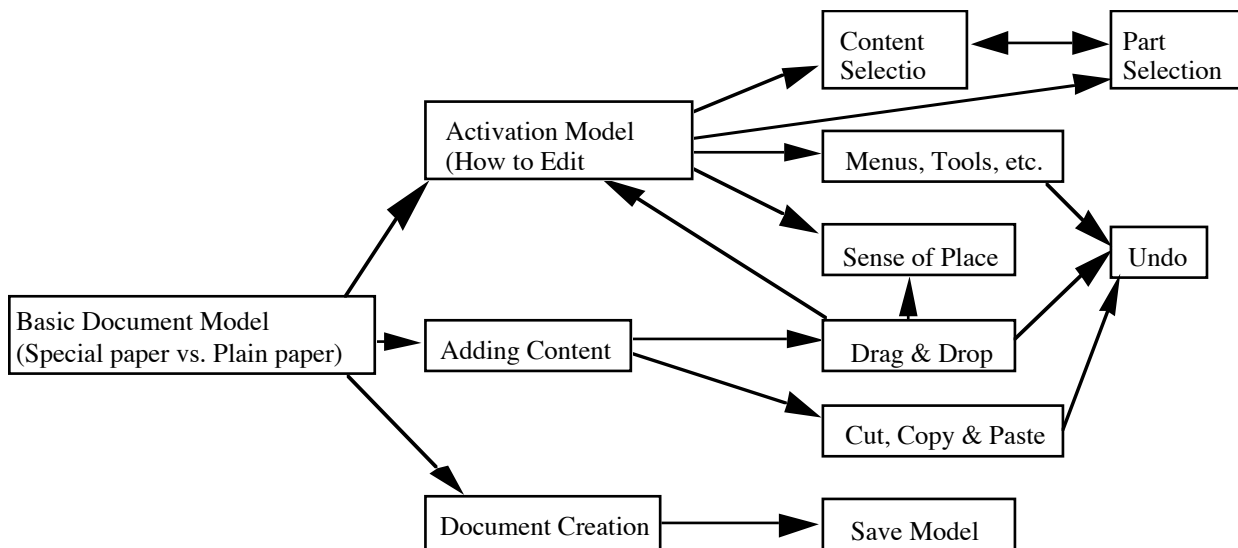 Content
Selectio
Part
Selection
Activation Model
(How to Edit
Menus, Tools, etc.
Sense of Place
Undo
Basic Document Model
(Special paper vs. Plain paper)
Adding Content
Drag & Drop
Cut, Copy & Paste
Document Creation
Save Model